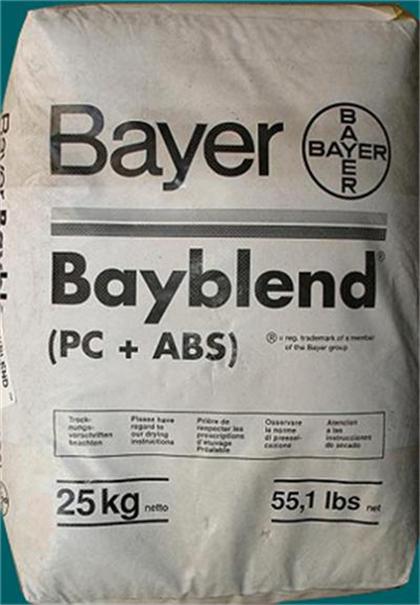 Bayer
BAYER
BAYER
Bayblend®
(PC + ABS)
® = reg. trademark of a member
of the Bayer group
Trock-
nungs-
vorschriften
beachten
Please have
regard to
our drying
instructions
Prière de
respecter les
prescriptions
d'étuvage
Préalable
Osservare
le norme
di preessi-
cazione
Atencion
a las
instrucciones
de secado
25 kg netto
55,1 lbs net